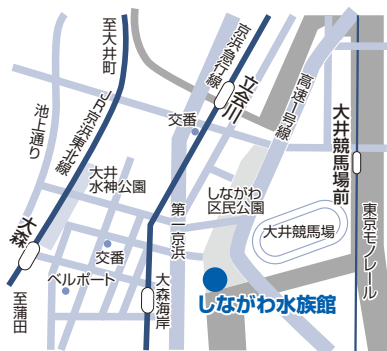 至大井町
京浜急行線
立会川
高速1号線
JR京浜東北線
池上通り
交番
大井競馬場前
大井
水神公園
しながわ
区民公園
大井競馬場
東京モノレール
大森
第一京浜
交番
ベルポート
大森海岸
しながわ水族館
至蒲田